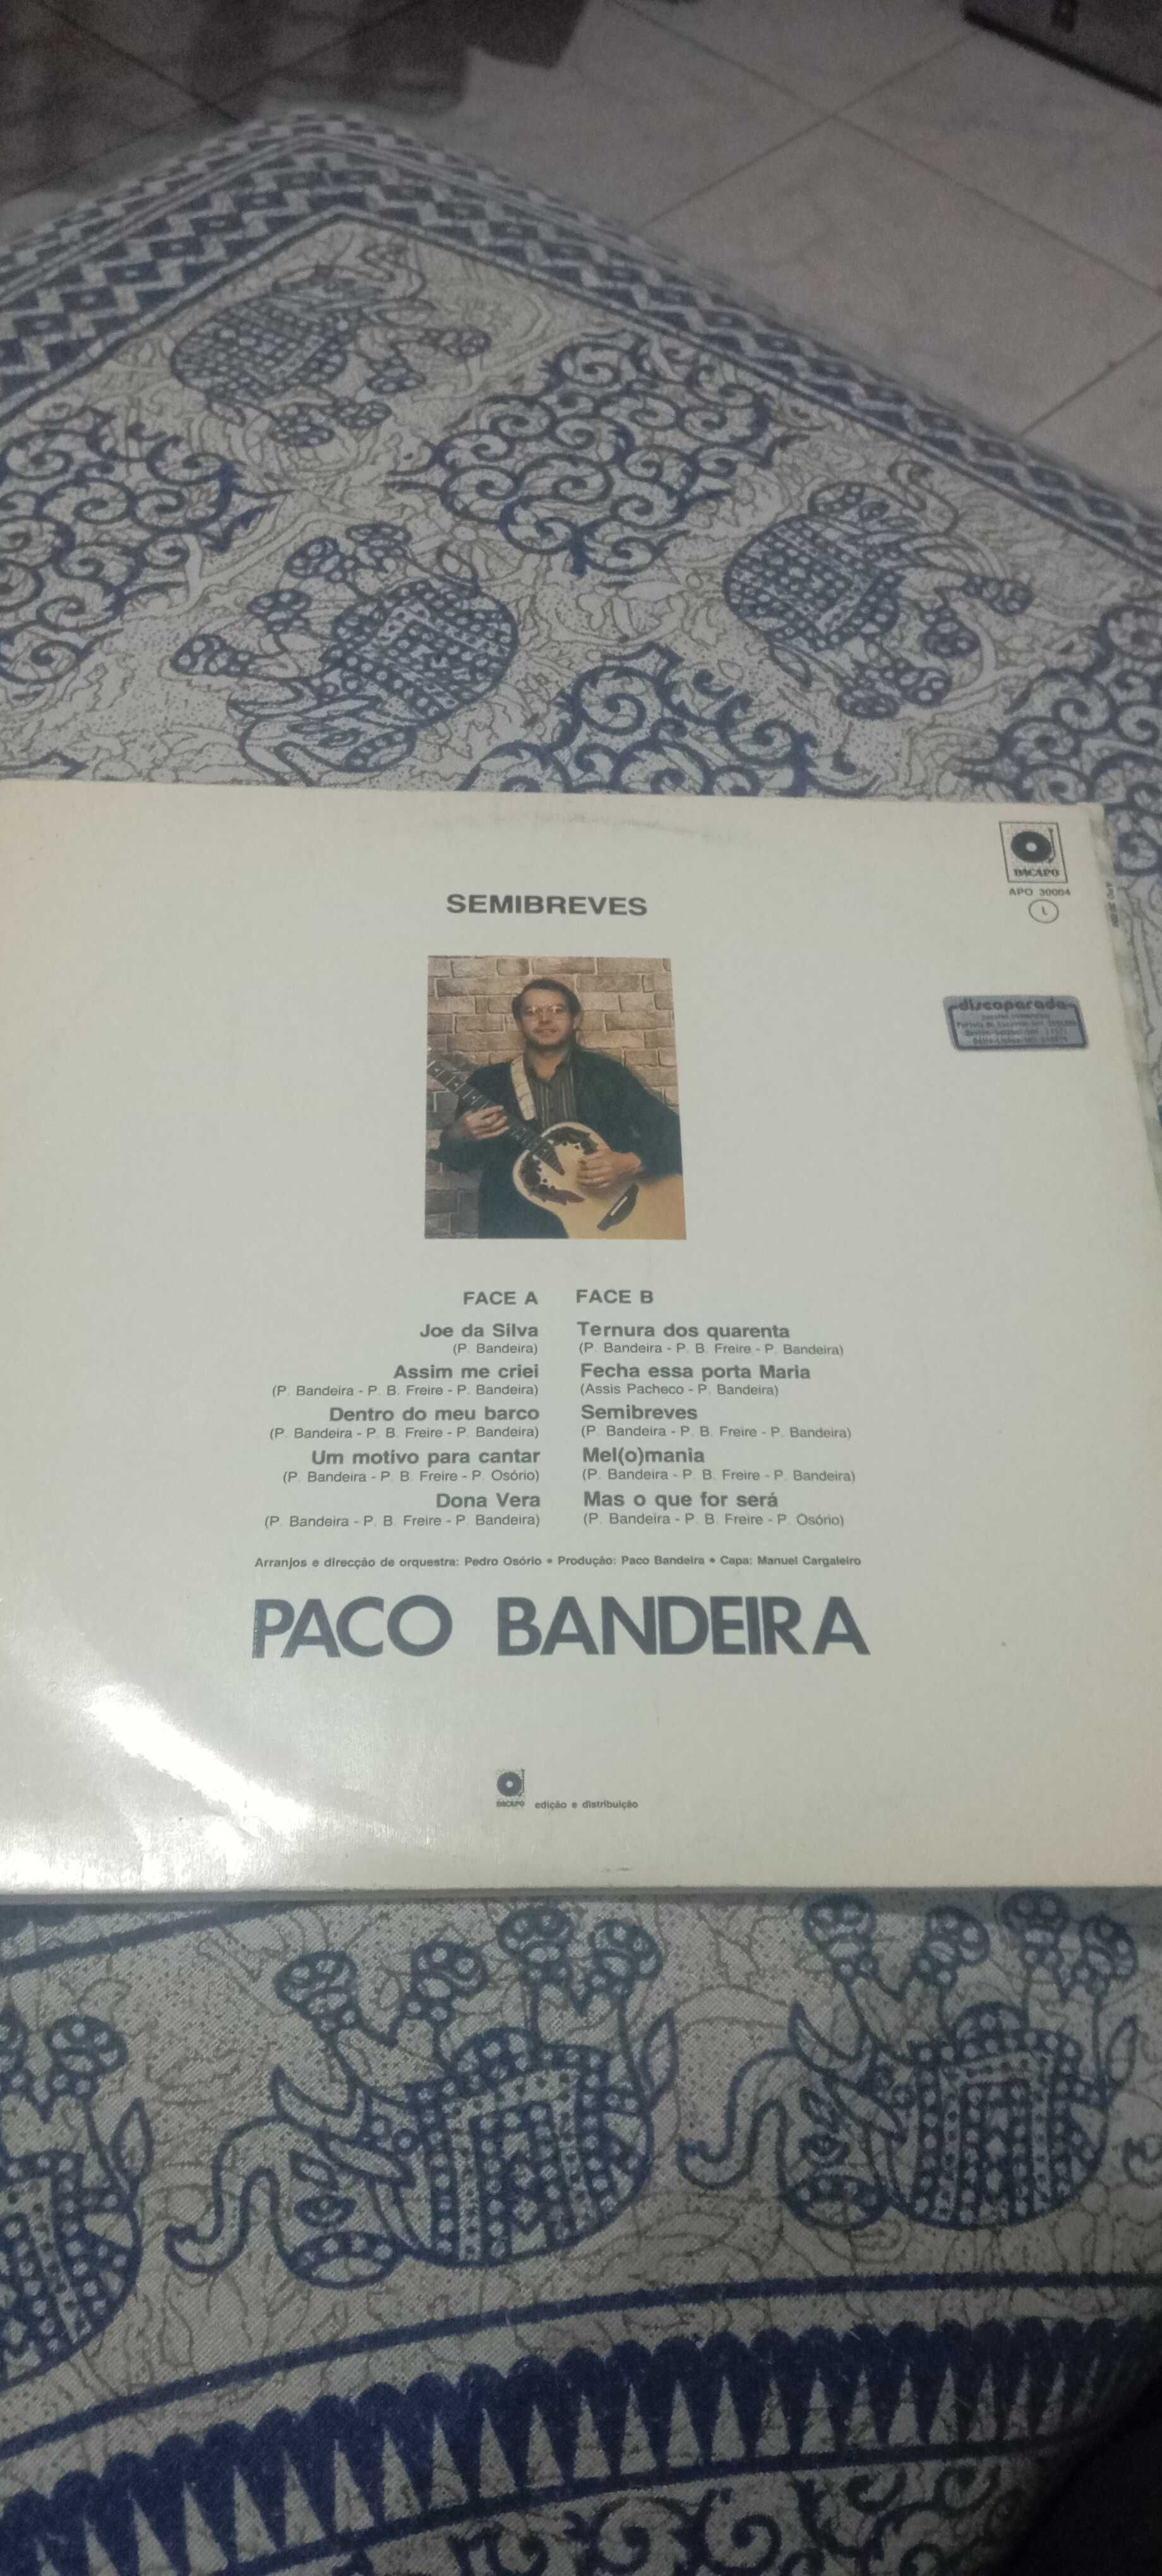 DACAPO
APO 30004
L
SEMIBREVES
discoparada
FACE A
Joe da Silva
(P. Bandeira)
Assim me criei
(P. Bandeira - P. B. Freire - P. Bandeira)
Dentro do meu barco
(P. Bandeira - P. B. Freire - P. Bandeira)
Um motivo para cantar
(P. Bandeira - P. B. Freire - P. Osório)
Dona Vera
(P. Bandeira - P. B. Freire - P. Bandeira)
FACE B
Ternura dos quarenta
(P. Bandeira - P. B. Freire - P. Bandeira)
Fecha essa porta Maria
(Assis Pacheco - P. Bandeira)
Semibreves
(P. Bandeira - P. B. Freire - P. Bandeira)
Mel(o)mania
(P. Bandeira - P. B. Freire - P. Bandeira)
Mas o que for será
(P. Bandeira - P. B. Freire - P. Osório)
Arranjos e direcção de orquestra: Pedro Osório • Produção: Paco Bandeira • Capa: Manuel Cargaleiro
PACO BANDEIRA
DACAPO edição e distribuição